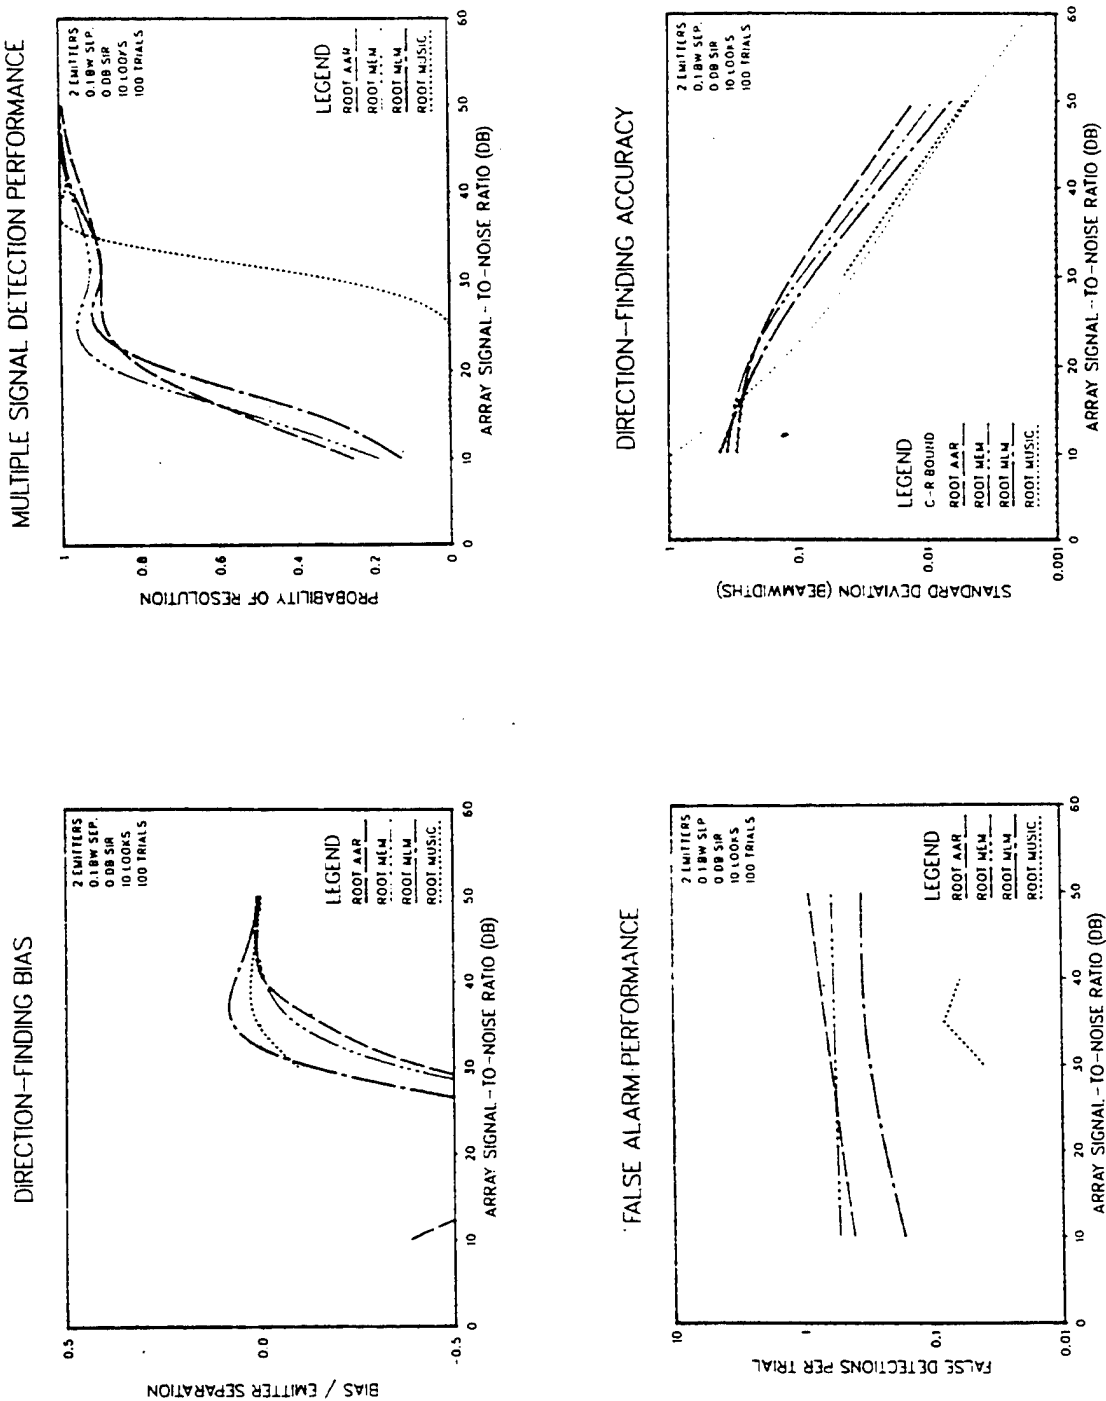 DIRECTION-FINDING BIAS
2 EMITTERS
0.1 BW SEP.
0 DB SIR
10 LOOKS
100 TRIALS
LEGEND
ROOT AAR
ROOT MEM
ROOT MLM
ROOT MUSIC
0.5
0.0
-0.5
BIAS / EMITTER SEPARATION
0 10 20 30 40 50 60
ARRAY SIGNAL-TO-NOISE RATIO (DB)
MULTIPLE SIGNAL DETECTION PERFORMANCE
2 EMITTERS
0.1 BW SEP.
0 DB SIR
10 LOOKS
100 TRIALS
LEGEND
ROOT AAR
ROOT MEM
ROOT MLM
ROOT MUSIC
1
0.8
0.6
0.4
0.2
0
PROBABILITY OF RESOLUTION
0 10 20 30 40 50 60
ARRAY SIGNAL-TO-NOISE RATIO (DB)
FALSE ALARM PERFORMANCE
2 EMITTERS
0.1 BW SEP
0 DB SIR
10 LOOKS
100 TRIALS
LEGEND
ROOT AAR
ROOT MEM
ROOT MLM
ROOT MUSIC
10
1
0.1
0.01
FALSE DETECTIONS PER TRIAL
0 10 20 30 40 50 60
ARRAY SIGNAL-TO-NOISE RATIO (DB)
DIRECTION-FINDING ACCURACY
2 EMITTERS
0.1 BW SEP.
0 DB SIR
10 LOOKS
100 TRIALS
LEGEND
C-R BOUND
ROOT AAR
ROOT MEM
ROOT MLM
ROOT MUSIC
1
0.1
0.01
0.001
STANDARD DEVIATION (BEAMWIDTHS)
0 10 20 30 40 50 60
ARRAY SIGNAL-TO-NOISE RATIO (DB)